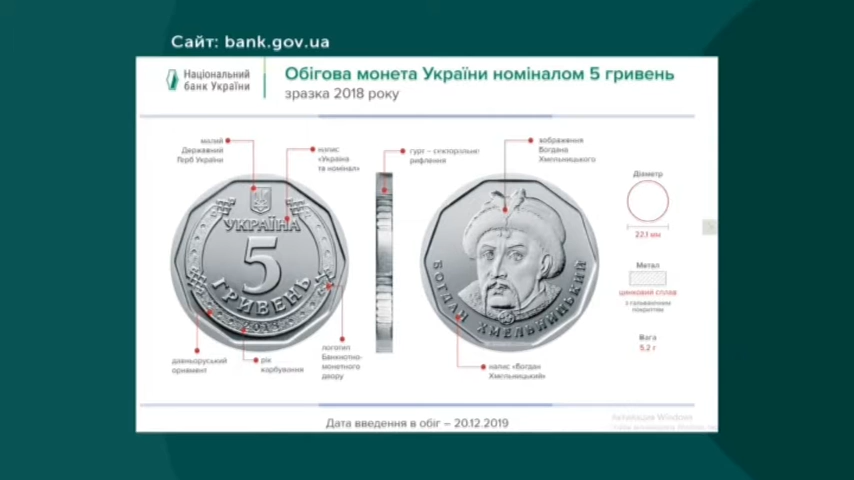 Сайт: bank.gov.ua
Національний
банк України
Обігова монета України номіналом 5 гривень
зразка 2018 року
малий
Державний
Герб України
напис
«Україна
та номінал»
гурт – секторальне
рифлення
зображення
Богдана
Хмельницького
Діаметр
22,1 мм
Метал
цинковий сплав
з гальванічним
покриттям
Вага
5,2 г
УКРАЇНА
5
ГРИВЕНЬ
2019
БОГДАН ХМЕЛЬНИЦЬКИЙ
давньоруський
орнамент
рік
карбування
логотип
Банкнотно-
монетного
двору
напис «Богдан
Хмельницький»
Дата введення в обіг – 20.12.2019
Активация Windows